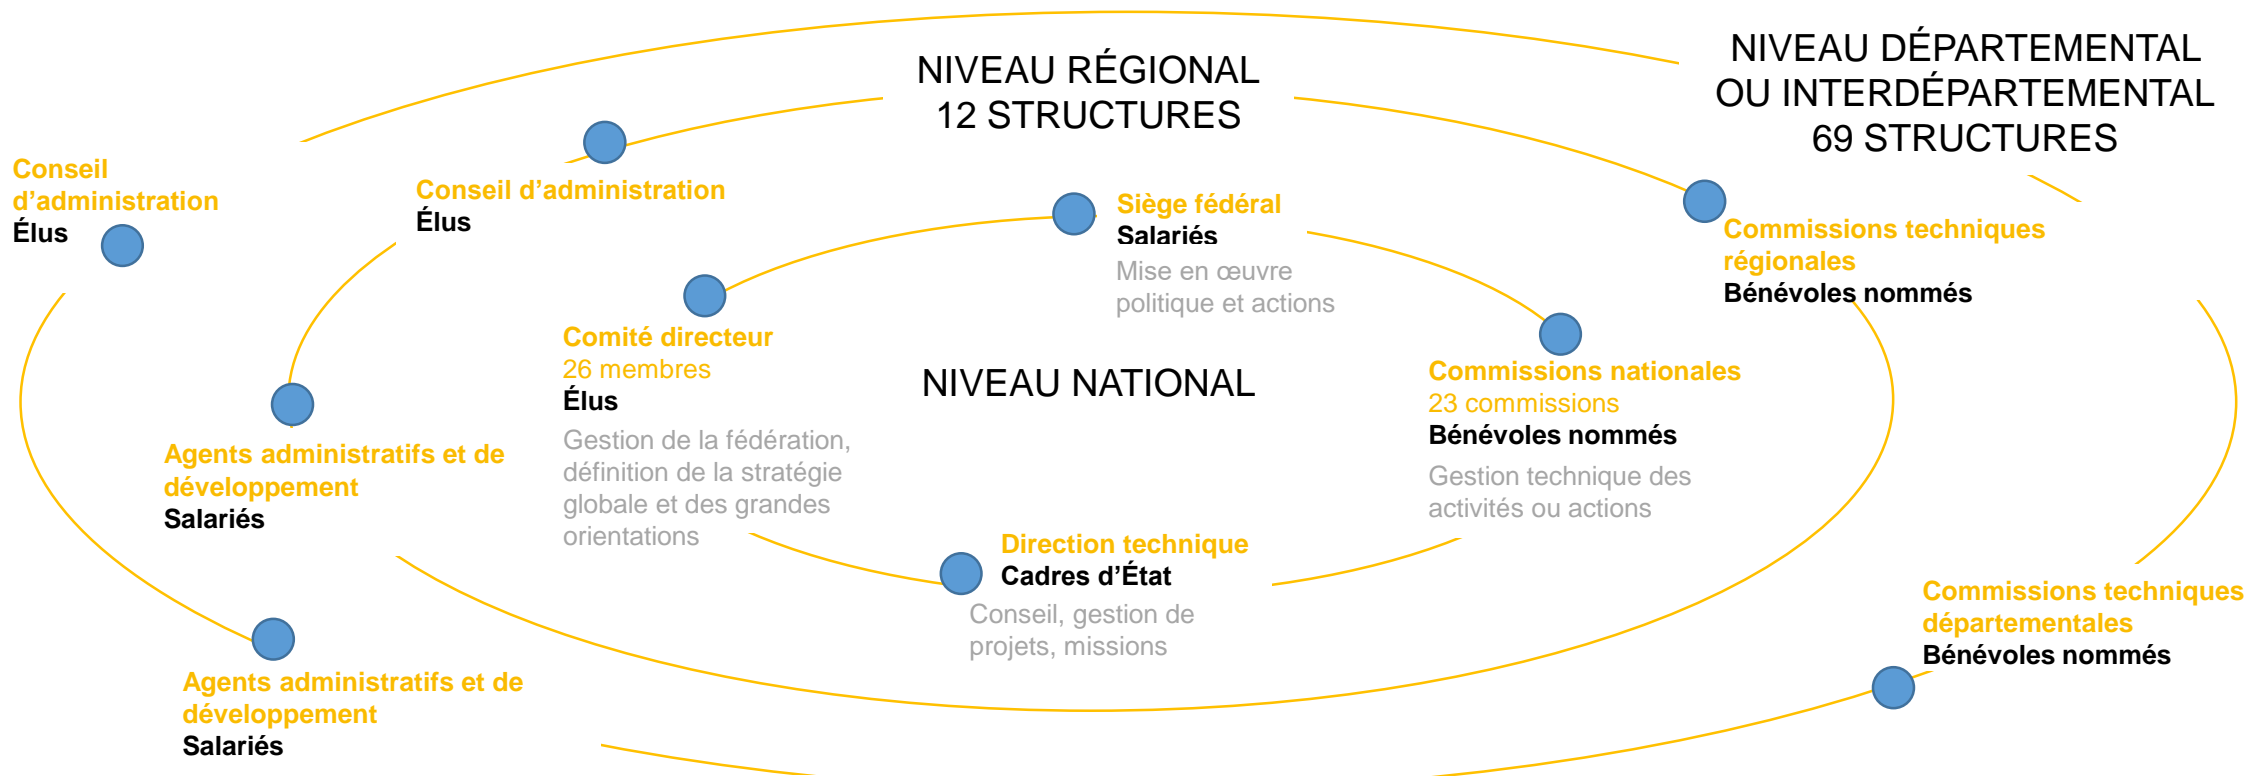 NIVEAU RÉGIONAL
12 STRUCTURES
NIVEAU DÉPARTEMENTAL
OU INTERDÉPARTEMENTAL
69 STRUCTURES
Conseil
d’administration
Élus
Conseil d’administration
Élus
Siège fédéral
Salariés
Mise en œuvre
politique et actions
Commissions techniques
régionales
Bénévoles nommés
Comité directeur
26 membres
Élus
Gestion de la fédération,
définition de la stratégie
globale et des grandes
orientations
NIVEAU NATIONAL
Commissions nationales
23 commissions
Bénévoles nommés
Gestion technique des
activités ou actions
Agents administratifs et de
développement
Salariés
Direction technique
Cadres d’État
Conseil, gestion de
projets, missions
Commissions techniques
départementales
Bénévoles nommés
Agents administratifs et de
développement
Salariés